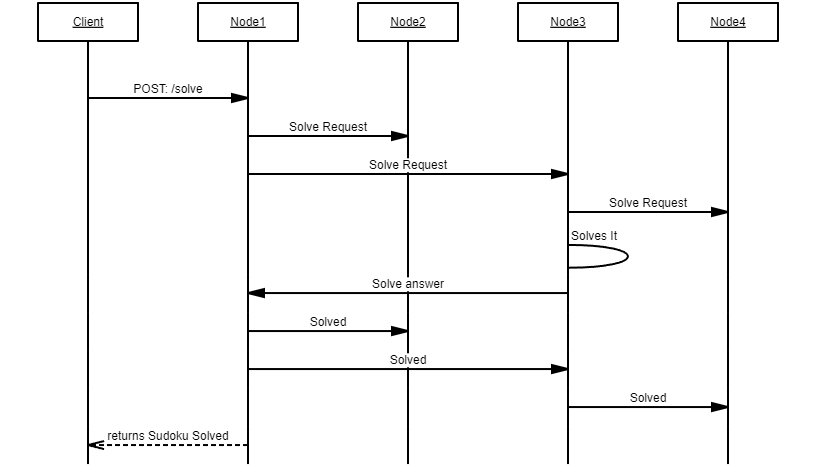 Client
Node1
Node2
Node3
Node4
POST: /solve
Solve Request
Solve Request
Solve Request
Solves It
Solve answer
Solved
Solved
Solved
returns Sudoku Solved